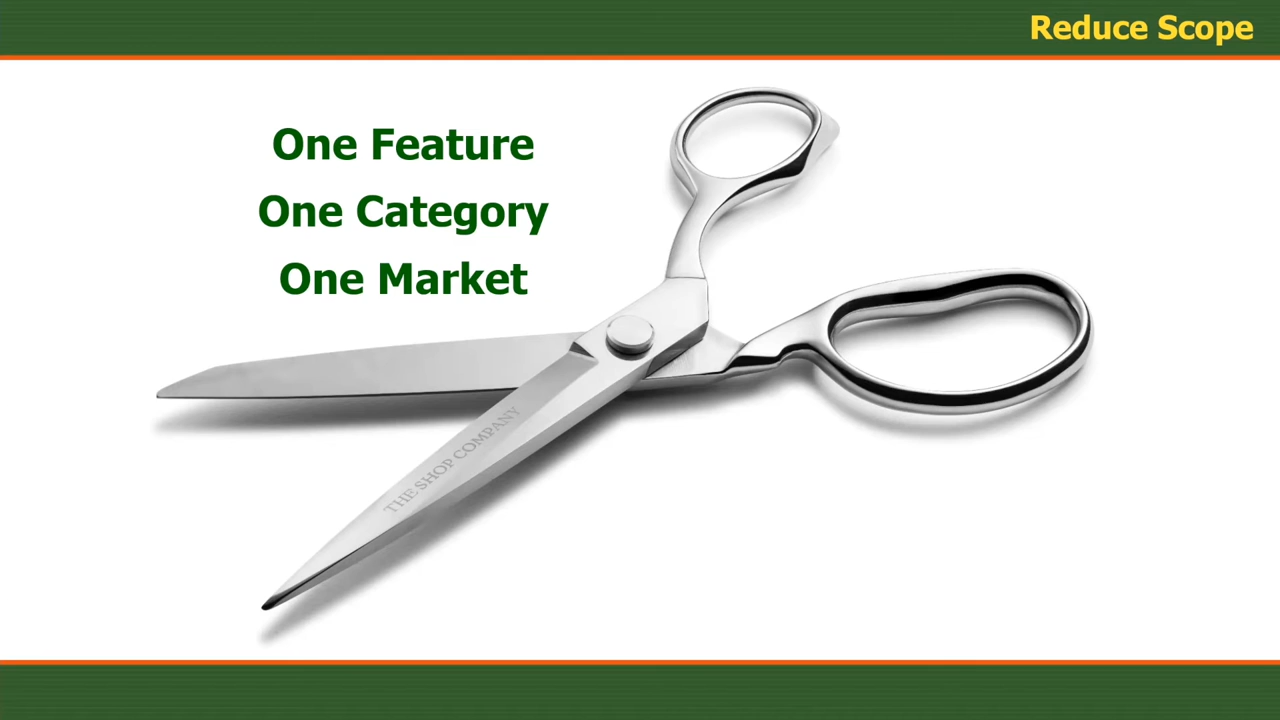 Reduce Scope
One Feature
One Category
One Market
THE SHOP COMPANY